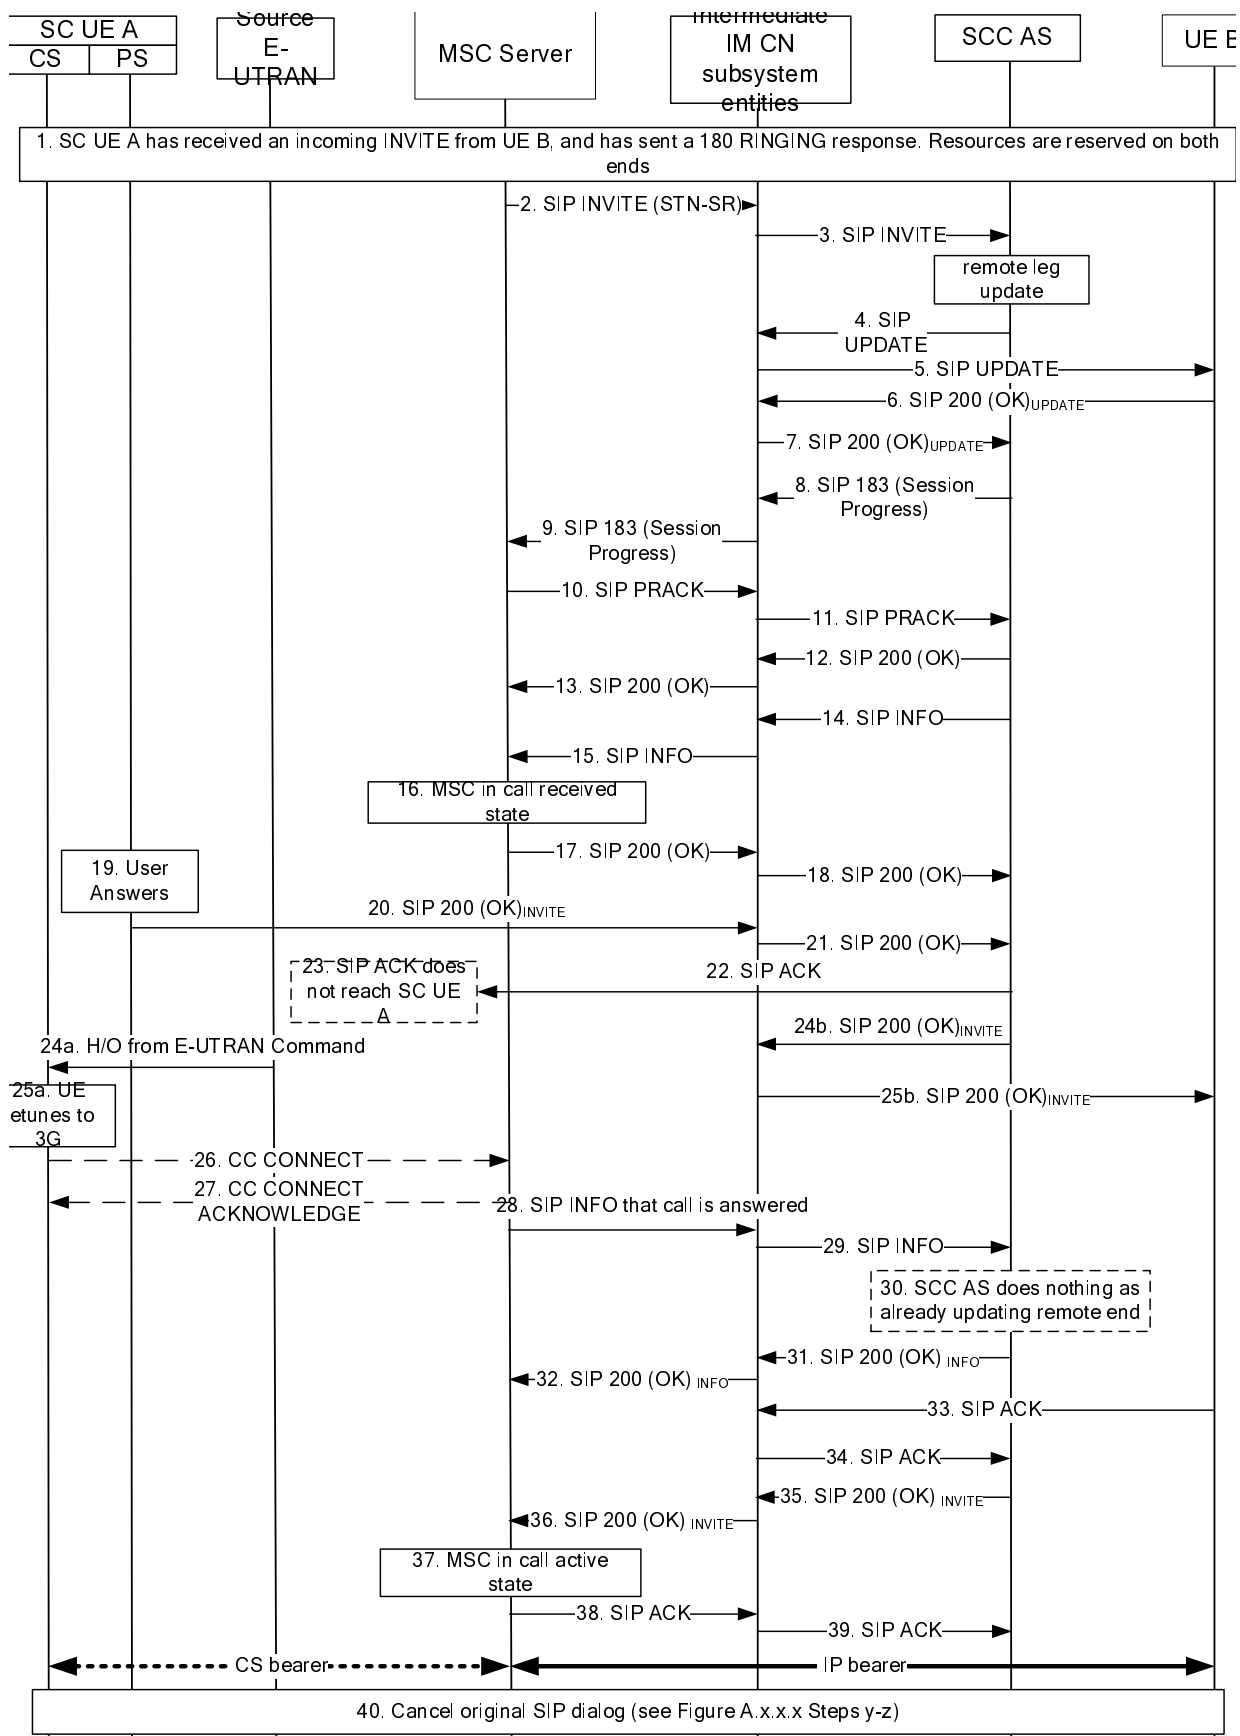 SC UE A
CS
PS
Source
E-
UTRAN
MSC Server
Intermediate
IM CN
subsystem
entities
SCC AS
UE B
1. SC UE A has received an incoming INVITE from UE B, and has sent a 180 RINGING response. Resources are reserved on both
ends
2. SIP INVITE (STN-SR)
3. SIP INVITE
remote leg
update
4. SIP
UPDATE
5. SIP UPDATE
6. SIP 200 (OK)UPDATE
7. SIP 200 (OK)UPDATE
8. SIP 183 (Session
Progress)
9. SIP 183 (Session
Progress)
10. SIP PRACK
11. SIP PRACK
12. SIP 200 (OK)
13. SIP 200 (OK)
14. SIP INFO
15. SIP INFO
16. MSC in call received
state
17. SIP 200 (OK)
18. SIP 200 (OK)
19. User
Answers
20. SIP 200 (OK)INVITE
21. SIP 200 (OK)
22. SIP ACK
23. SIP ACK does
not reach SC UE
A
24b. SIP 200 (OK)INVITE
24a. H/O from E-UTRAN Command
25a. UE
etunes to
3G
25b. SIP 200 (OK)INVITE
26. CC CONNECT
27. CC CONNECT
ACKNOWLEDGE
28. SIP INFO that call is answered
29. SIP INFO
30. SCC AS does nothing as
already updating remote end
31. SIP 200 (OK) INFO
32. SIP 200 (OK) INFO
33. SIP ACK
34. SIP ACK
35. SIP 200 (OK) INVITE
36. SIP 200 (OK) INVITE
37. MSC in call active
state
38. SIP ACK
39. SIP ACK
CS bearer
IP bearer
40. Cancel original SIP dialog (see Figure A.x.x.x Steps y-z)